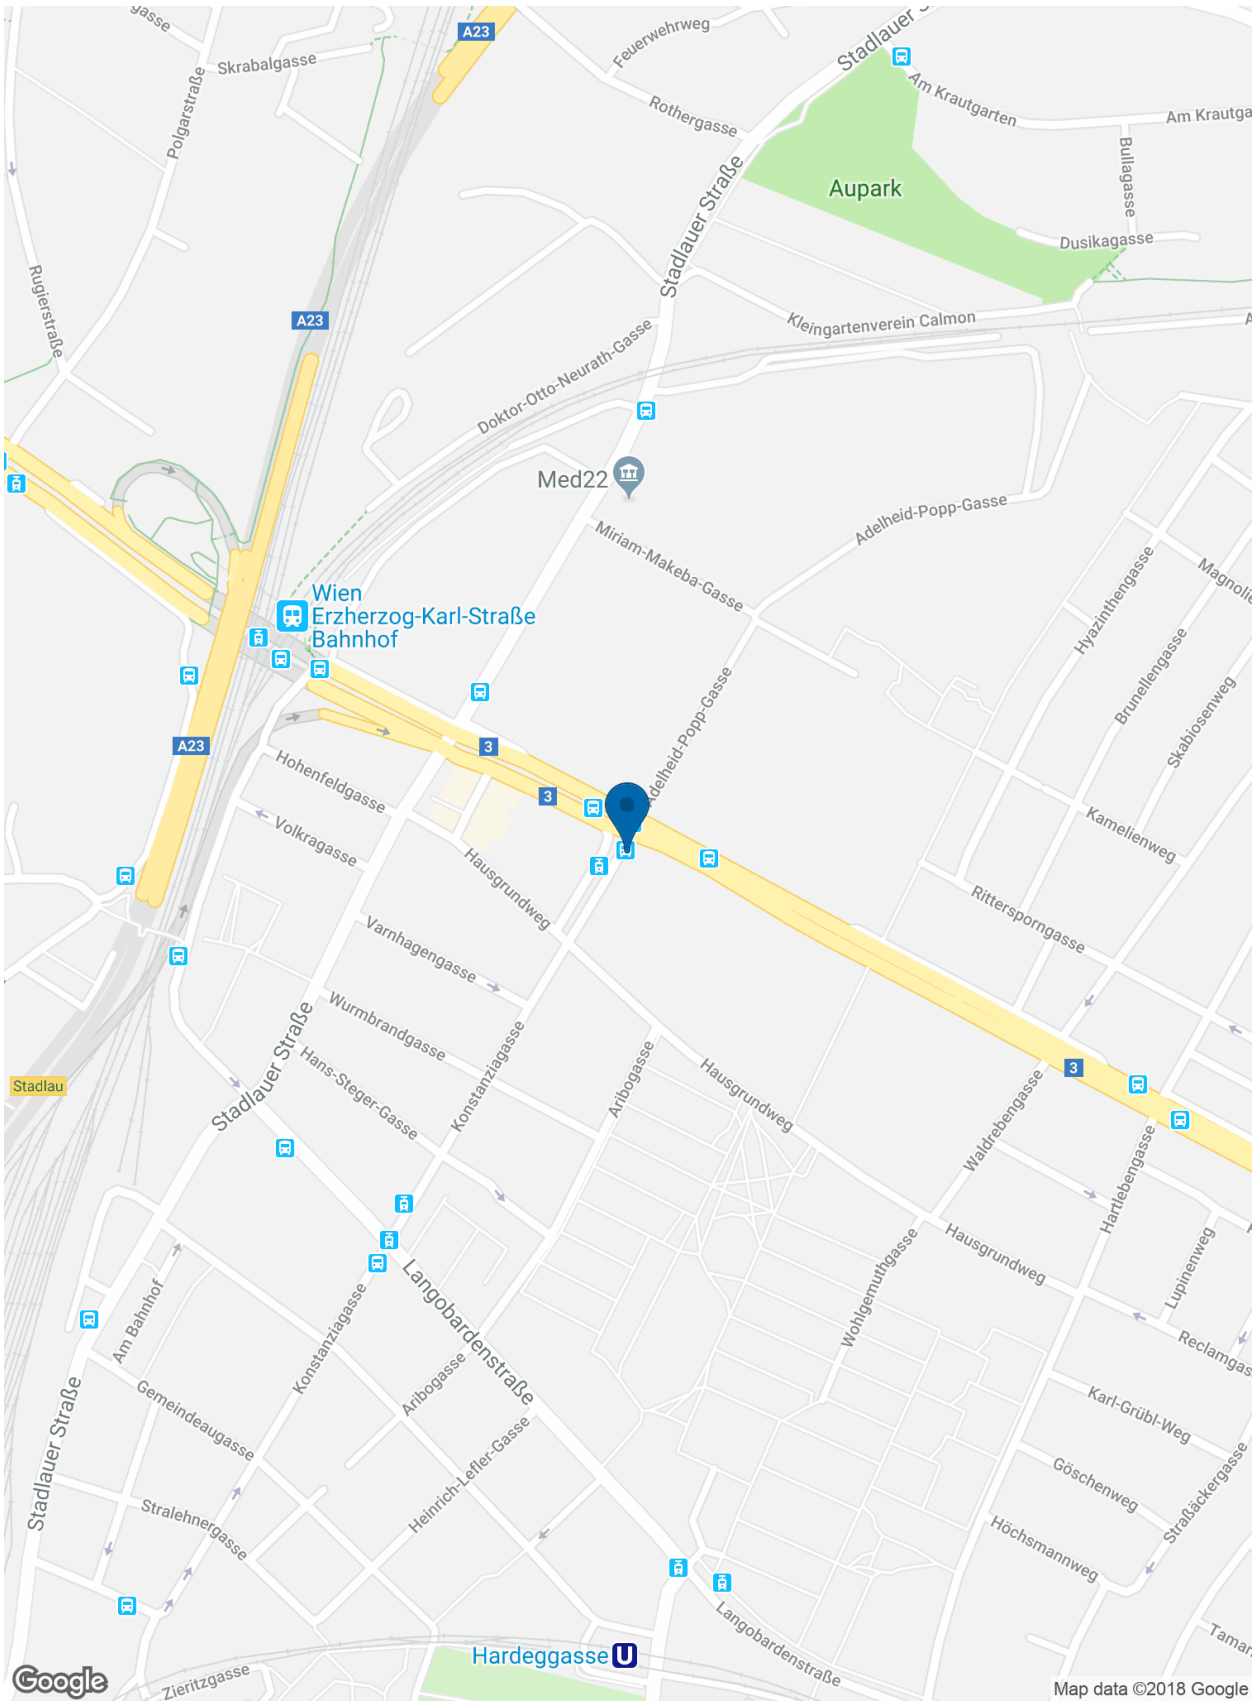 gasse
A23
Skrabalgasse
Polgarstraße
Feuerwehrweg
Rothergasse
Stadlauer S
Am Krautgarten
Am Krautga
Bullagasse
Aupark
Dusikagasse
Stadlauer Straße
Rugierstraße
A23
Kleingartenverein Calmon
A
Doktor-Otto-Neurath-Gasse
Med22
Adelheid-Popp-Gasse
Miriam-Makeba-Gasse
Hyazinthengasse
Magnolie
Wien
Erzherzog-Karl-Straße
Bahnhof
Brunellengasse
Skabiosenweg
Adelheid-Popp-Gasse
A23
3
3
Hohenfeldgasse
Volkragasse
Kamelienweg
Hausgrundweg
Rittersporngasse
Varnhagengasse
Wurmbrandgasse
Stadlauer Straße
Hans-Steger-Gasse
Konstanziagasse
Aribogasse
Hausgrundweg
3
Stadlau
Waldrebengasse
Hartlebengasse
Hausgrundweg
Wohlgemuthgasse
Lupinenweg
Langobardenstraße
Am Bahnhof
Konstanziagasse
Aribogasse
Reclamgas
Karl-Grübl-Weg
Gemeindeaugasse
Stadlauer Straße
Heinrich-Lefler-Gasse
Göschenweg
Straßäckergasse
Stralehnergasse
Höchsmannweg
Langobardenstraße
Tamar
Hardeggasse U
Zieritzgasse
Google
Map data ©2018 Google